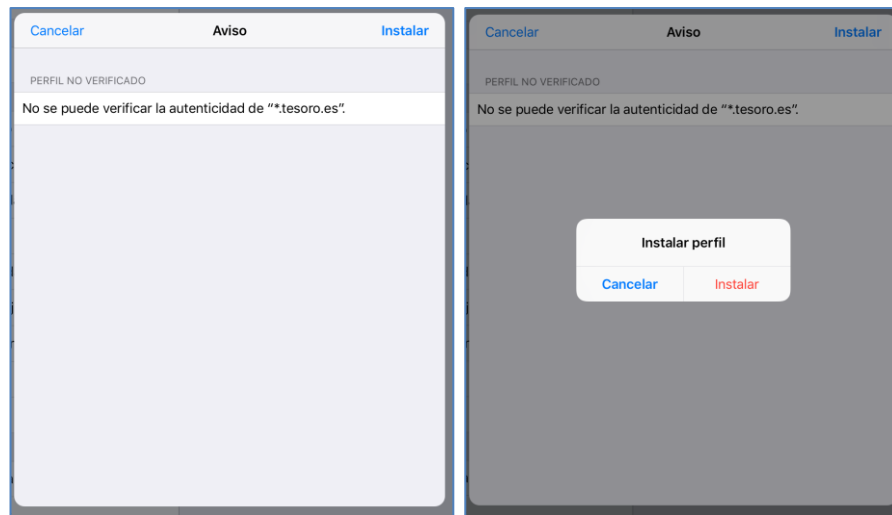 Cancelar Aviso Instalar
PERFIL NO VERIFICADO
No se puede verificar la autenticidad de “*.tesoro.es”.
Cancelar Aviso Instalar
PERFIL NO VERIFICADO
No se puede verificar la autenticidad de “*.tesoro.es”.
Instalar perfil
Cancelar Instalar